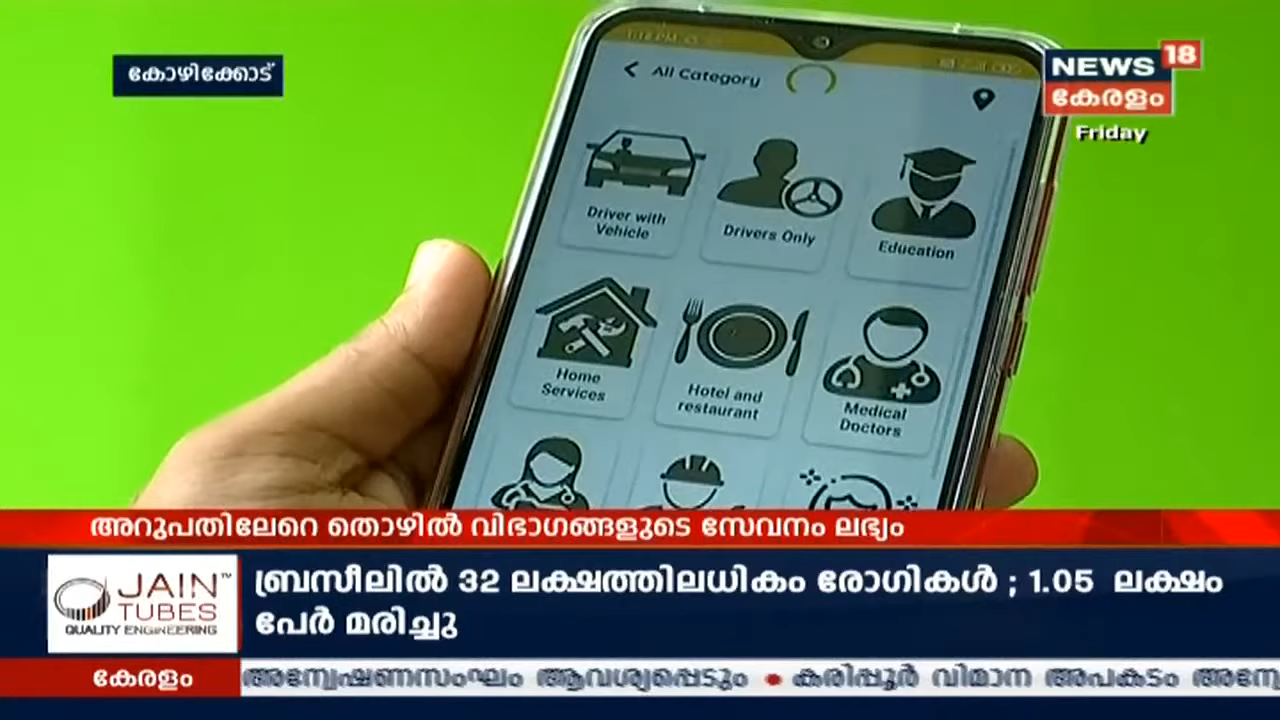 കോഴിക്കോട്
NEWS 18
കേരളം
Friday
All Category
Driver with
Vehicle
Drivers Only
Education
Home
Services
Hotel and
restaurant
Medical
Doctors
അറുപതിലേറെ തൊഴിൽ വിഭാഗങ്ങളുടെ സേവനം ലഭ്യം
JAIN™
TUBES
QUALITY ENGINEERING
ബ്രസീലിൽ 32 ലക്ഷത്തിലധികം രോഗികൾ ; 1.05 ലക്ഷം
പേർ മരിച്ചു
കേരളം
അന്വേഷണസംഘം ആവശ്യപ്പെടും • കരിപ്പൂർ വിമാന അപകടം